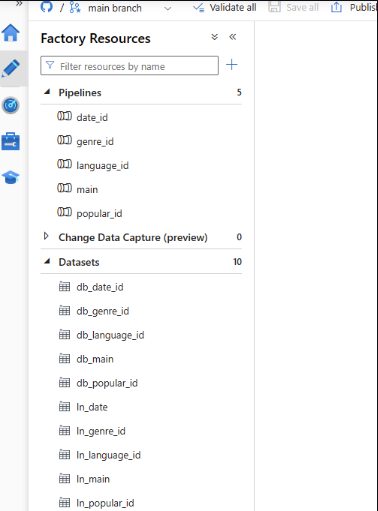 / main branch Validate all Save all Publish
Factory Resources
Filter resources by name
Pipelines 5
date_id
genre_id
language_id
main
popular_id
Change Data Capture (preview) 0
Datasets 10
db_date_id
db_genre_id
db_language_id
db_main
db_popular_id
ln_date
ln_genre_id
ln_language_id
ln_main
ln_popular_id